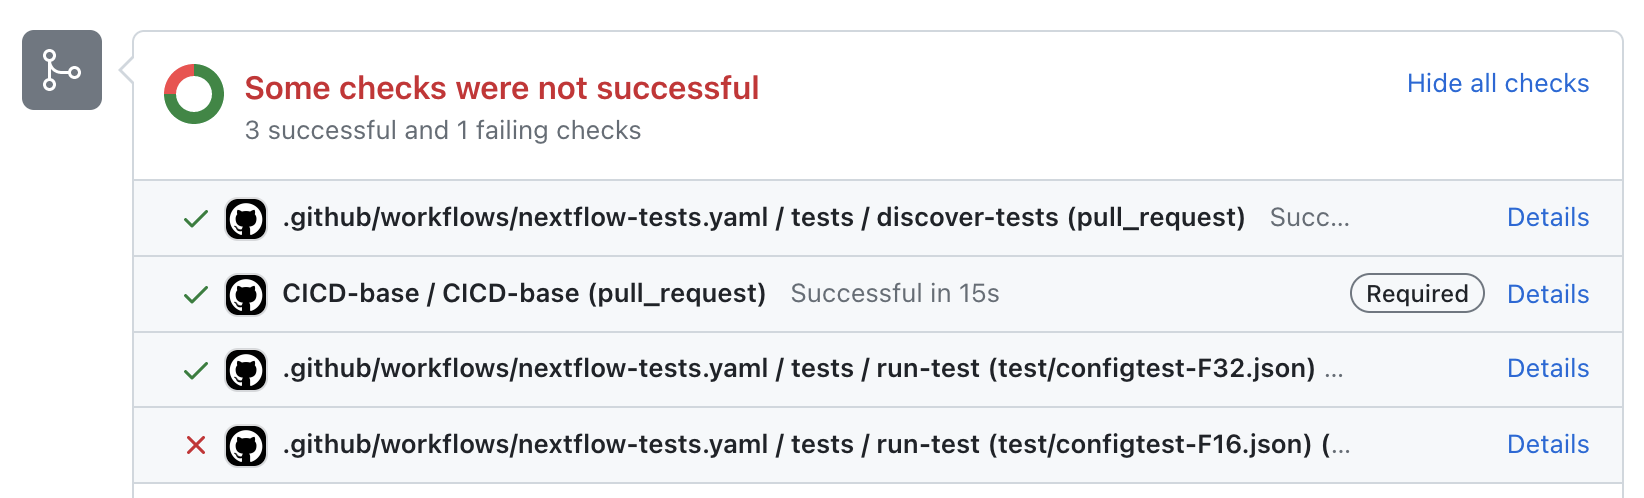 Some checks were not successful
3 successful and 1 failing checks
Hide all checks
.github/workflows/nextflow-tests.yaml / tests / discover-tests (pull_request) Succ... Details
CICD-base / CICD-base (pull_request) Successful in 15s Required Details
.github/workflows/nextflow-tests.yaml / tests / run-test (test/configtest-F32.json) ... Details
.github/workflows/nextflow-tests.yaml / tests / run-test (test/configtest-F16.json) (... Details